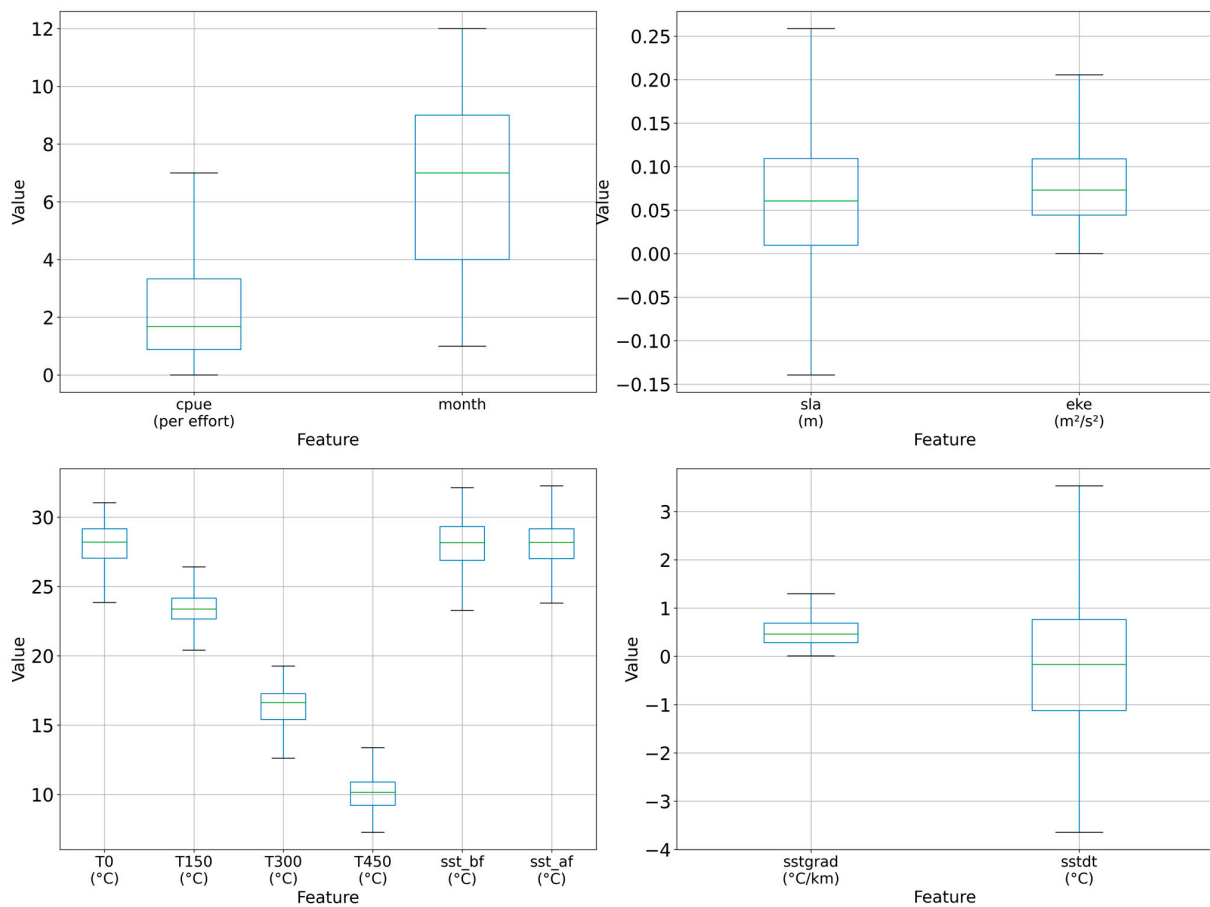 12
10
8
6
4
2
0
Value
cpue
(per effort)
month
Feature
0.25
0.20
0.15
0.10
0.05
0.00
−0.05
−0.10
−0.15
Value
sla
(m)
eke
(m²/s²)
Feature
30
25
20
15
10
Value
T0
(°C)
T150
(°C)
T300
(°C)
T450
(°C)
sst_bf
(°C)
sst_af
(°C)
Feature
3
2
1
0
−1
−2
−3
−4
Value
sstgrad
(°C/km)
sstdt
(°C)
Feature